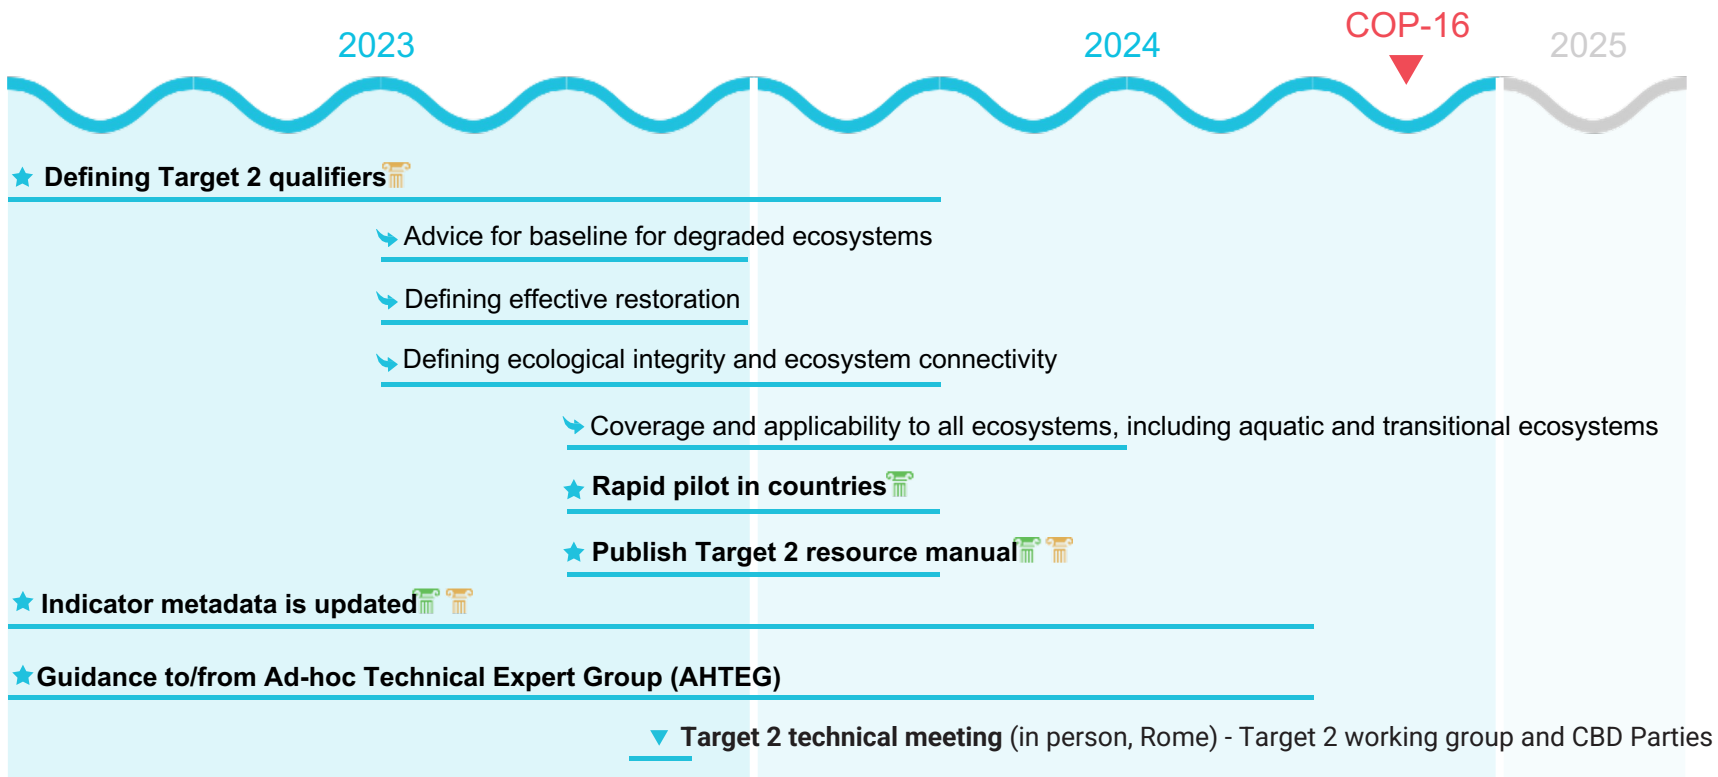 2023
2024
COP-16
2025
Defining Target 2 qualifiers
Advice for baseline for degraded ecosystems
Defining effective restoration
Defining ecological integrity and ecosystem connectivity
Coverage and applicability to all ecosystems, including aquatic and transitional ecosystems
Rapid pilot in countries
Publish Target 2 resource manual
Indicator metadata is updated
Guidance to/from Ad-hoc Technical Expert Group (AHTEG)
Target 2 technical meeting (in person, Rome) - Target 2 working group and CBD Parties